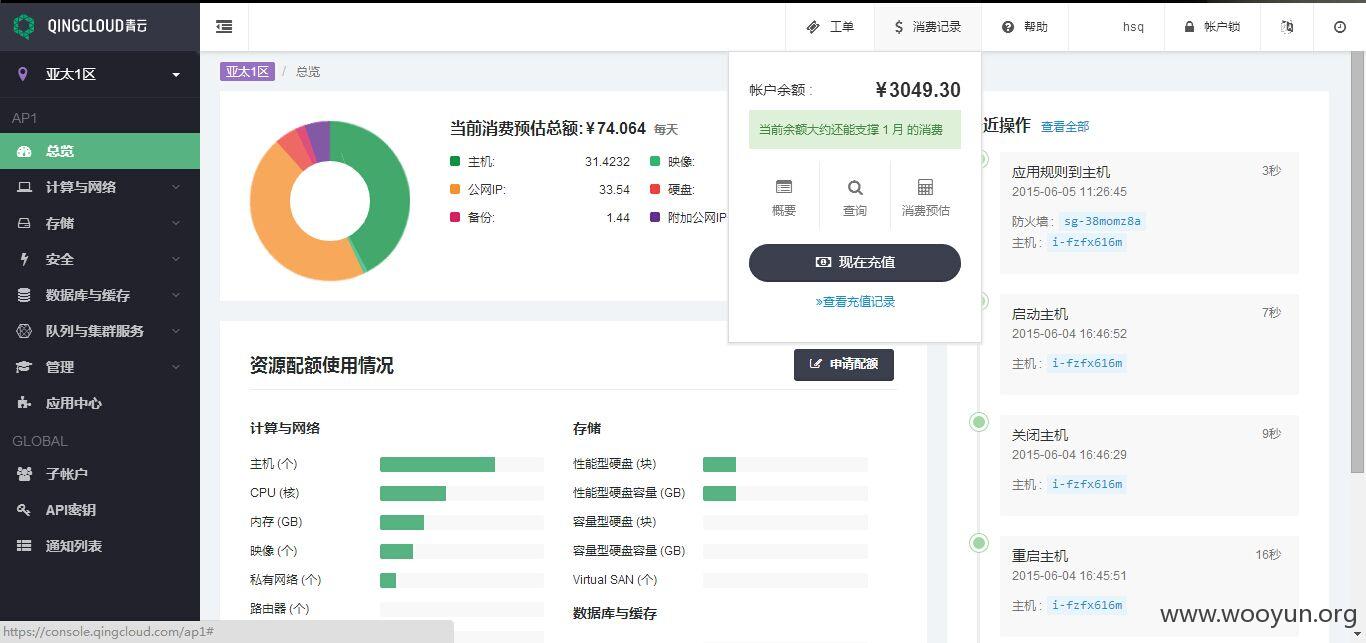 QINGCLOUD青云
工单
消费记录
帮助
hsq
帐户锁
亚太1区
AP1
总览
计算与网络
存储
安全
数据库与缓存
队列与集群服务
管理
应用中心
GLOBAL
子帐户
API密钥
通知列表
https://console.qingcloud.com/ap1#
亚太1区 / 总览
当前消费预估总额:¥74.064 每天
主机: 31.4232
映像:
公网IP: 33.54
硬盘:
备份: 1.44
附加公网IP
帐户余额 : ¥3049.30
当前余额大约还能支撑 1 月 的消费
概要
查询
消费预估
现在充值
»查看充值记录
资源配额使用情况
申请配额
计算与网络
主机 (个)
CPU (核)
内存 (GB)
映像 (个)
私有网络 (个)
路由器 (个)
存储
性能型硬盘 (块)
性能型硬盘容量 (GB)
容量型硬盘 (块)
容量型硬盘容量 (GB)
Virtual SAN (个)
数据库与缓存
近操作 查看全部
应用规则到主机 3秒
2015-06-05 11:26:45
防火墙 : sg-38momz8a
主机 : i-fzfx616m
启动主机 7秒
2015-06-04 16:46:52
主机 : i-fzfx616m
关闭主机 9秒
2015-06-04 16:46:29
主机 : i-fzfx616m
重启主机 16秒
2015-06-04 16:45:51
主机 : i-fzfx616m
www.wooyun.org